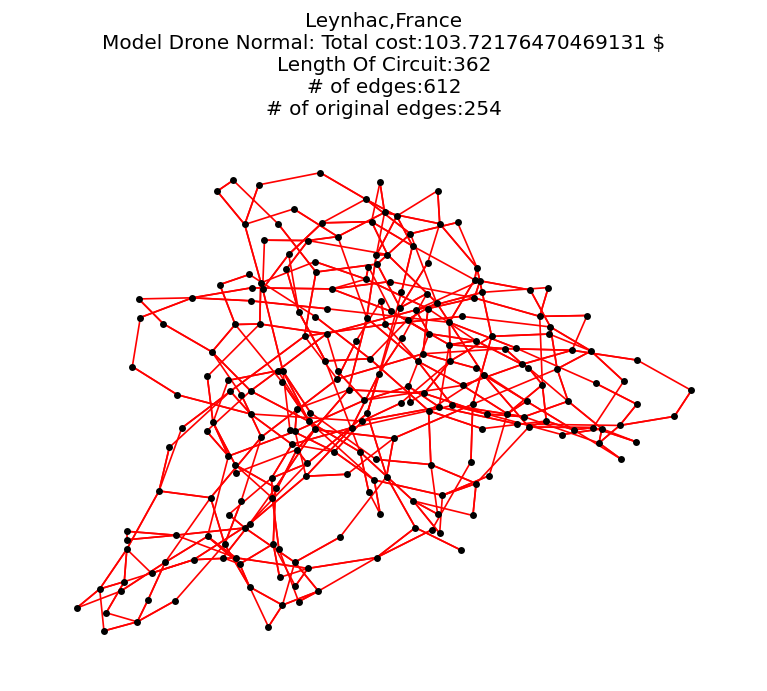 Leynhac,France
Model Drone Normal: Total cost:103.72176470469131 $
Length Of Circuit:362
# of edges:612
# of original edges:254